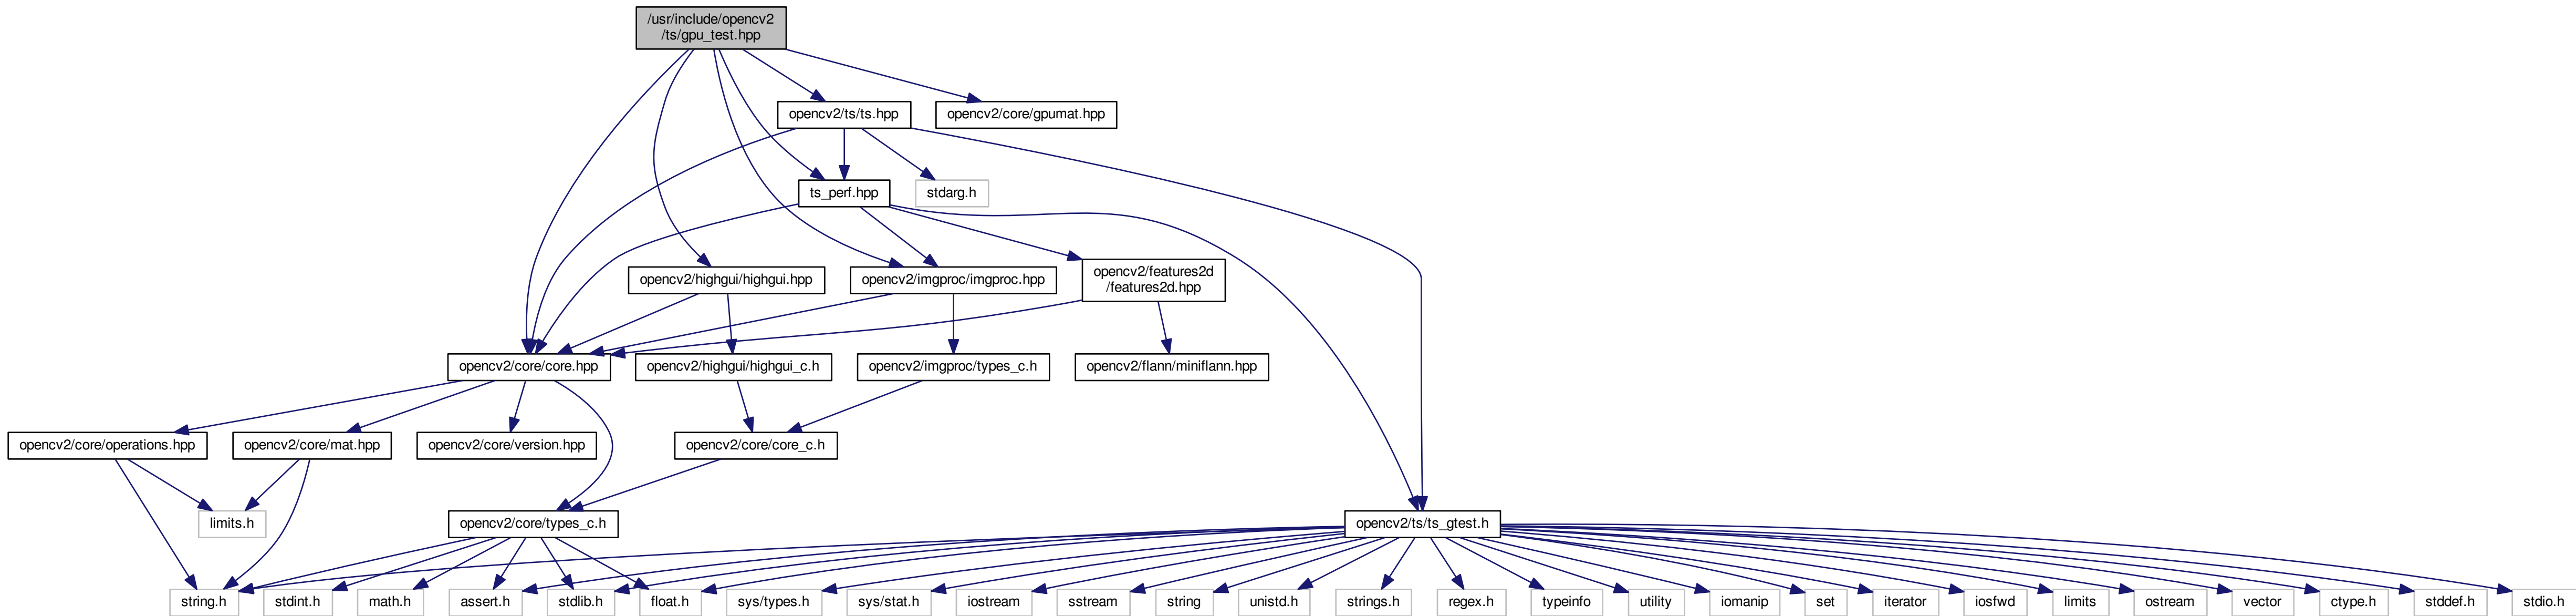 /usr/include/opencv2
/ts/gpu_test.hpp
opencv2/ts/ts.hpp
opencv2/core/gpumat.hpp
ts_perf.hpp
stdarg.h
opencv2/highgui/highgui.hpp
opencv2/imgproc/imgproc.hpp
opencv2/features2d
/features2d.hpp
opencv2/core/core.hpp
opencv2/highgui/highgui_c.h
opencv2/imgproc/types_c.h
opencv2/flann/miniflann.hpp
opencv2/core/operations.hpp
opencv2/core/mat.hpp
opencv2/core/version.hpp
opencv2/core/core_c.h
limits.h
opencv2/core/types_c.h
opencv2/ts/ts_gtest.h
string.h
stdint.h
math.h
assert.h
stdlib.h
float.h
sys/types.h
sys/stat.h
iostream
sstream
string
unistd.h
strings.h
regex.h
typeinfo
utility
iomanip
set
iterator
iosfwd
limits
ostream
vector
ctype.h
stddef.h
stdio.h